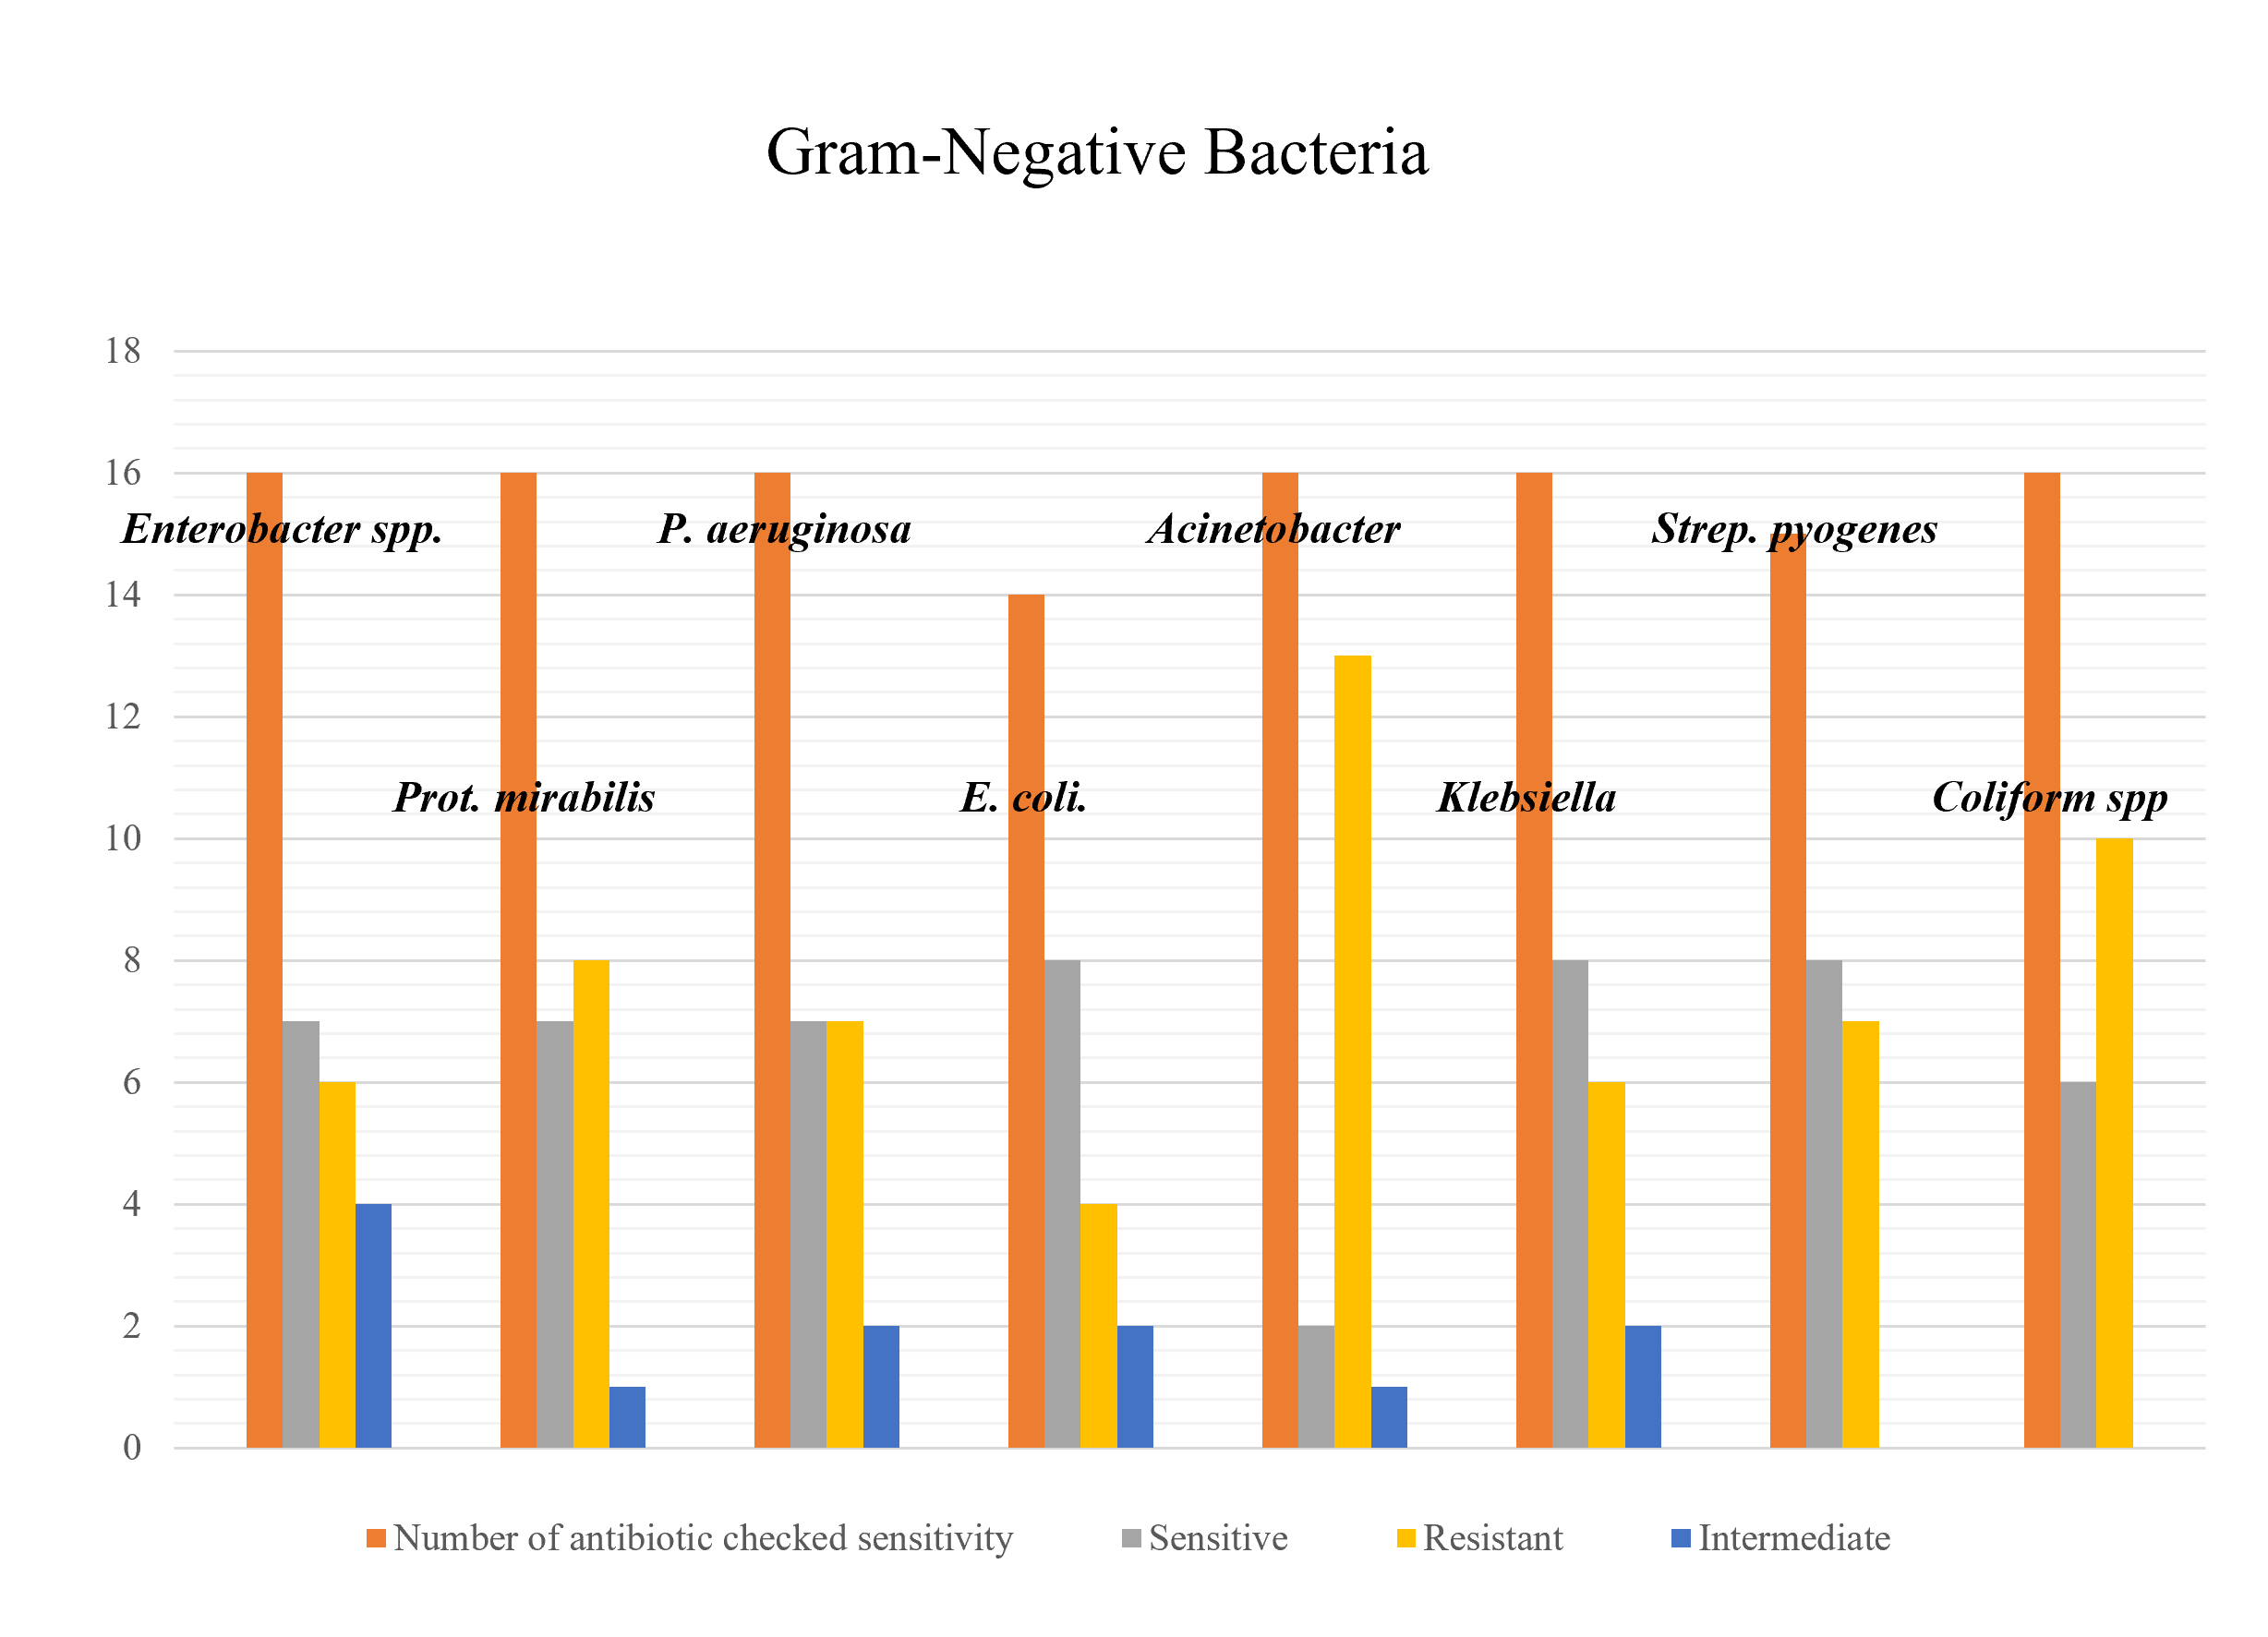 Gram-Negative Bacteria
18
16
Enterobacter spp. P. aeruginosa Acinetobacter Strep. pyogenes
14
12
Prot. mirabilis E. coli. Klebsiella Coliform spp
10
8
6
4
2
0
Number of antibiotic checked sensitivity Sensitive Resistant Intermediate